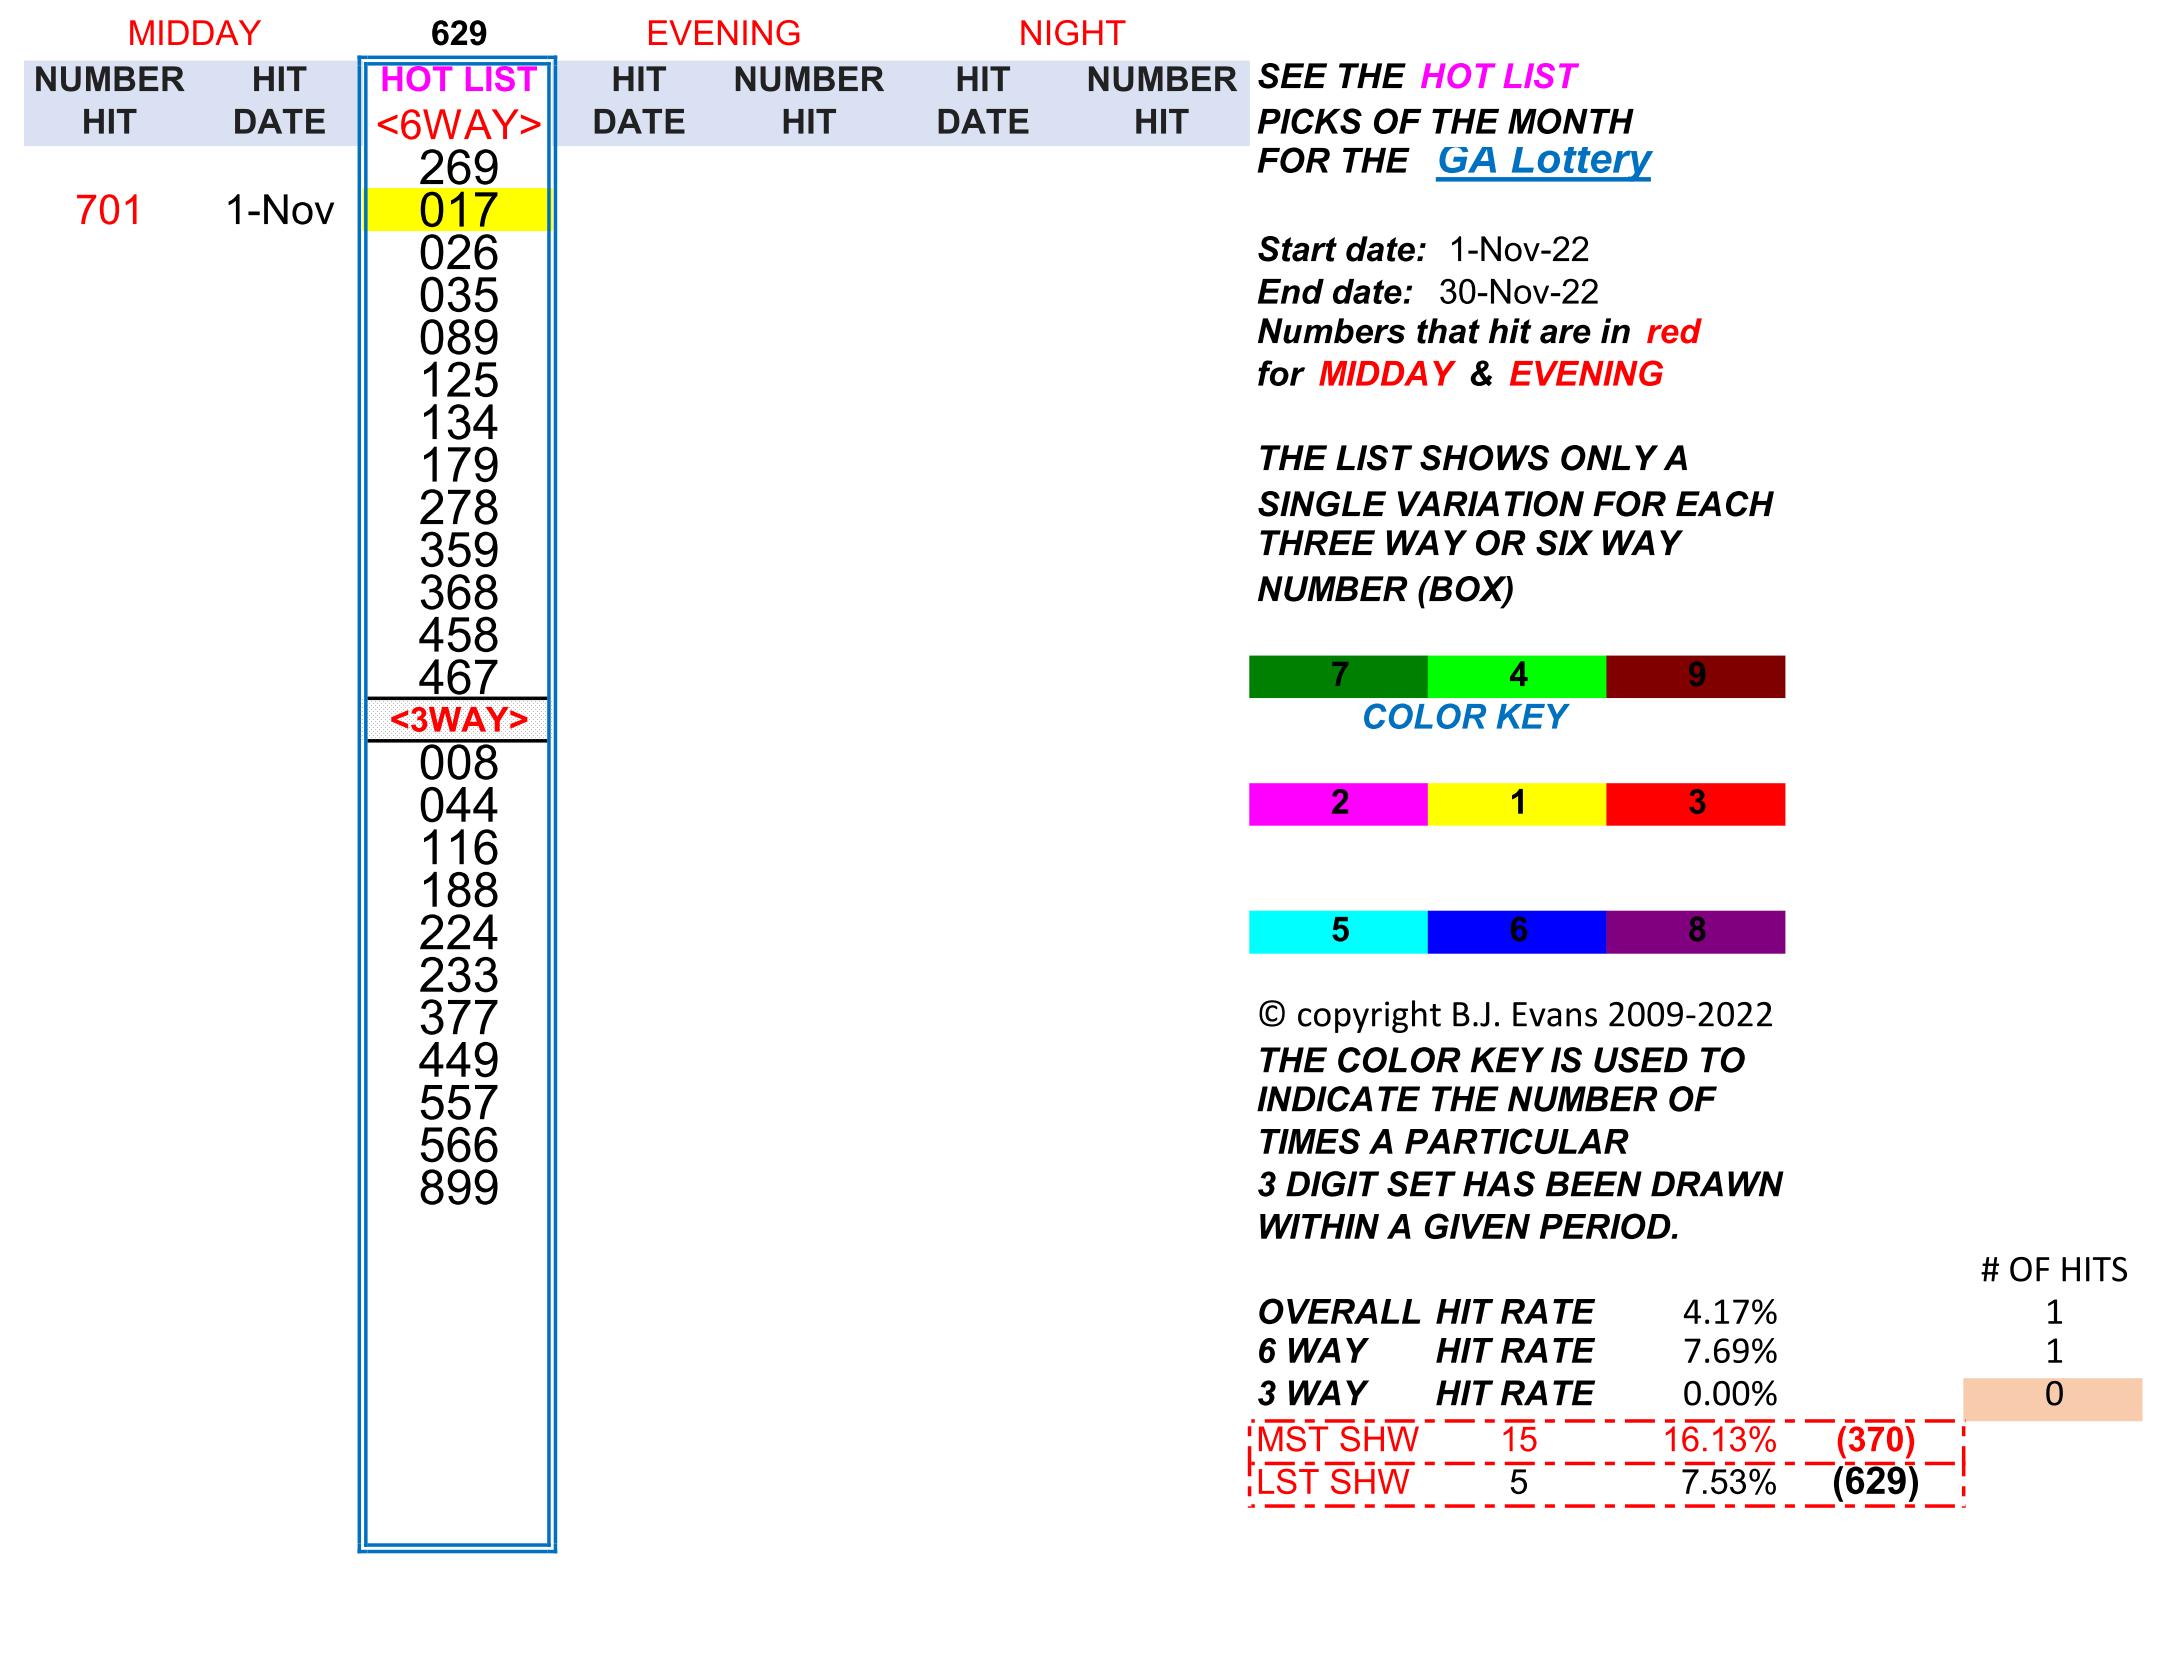 MIDDAY 629 EVENING NIGHT
NUMBER HIT HOT LIST HIT NUMBER HIT NUMBER
HIT DATE <6WAY> DATE HIT DATE HIT
269
701 1-Nov 017
026
035
089
125
134
179
278
359
368
458
467
<3WAY>
008
044
116
188
224
233
377
449
557
566
899
SEE THE HOT LIST
PICKS OF THE MONTH
FOR THE GA Lottery
Start date: 1-Nov-22
End date: 30-Nov-22
Numbers that hit are in red
for MIDDAY & EVENING
THE LIST SHOWS ONLY A
SINGLE VARIATION FOR EACH
THREE WAY OR SIX WAY
NUMBER (BOX)
7 4 9
COLOR KEY
2 1 3
5 6 8
© copyright B.J. Evans 2009-2022
THE COLOR KEY IS USED TO
INDICATE THE NUMBER OF
TIMES A PARTICULAR
3 DIGIT SET HAS BEEN DRAWN
WITHIN A GIVEN PERIOD.
# OF HITS
OVERALL HIT RATE 4.17% 1
6 WAY HIT RATE 7.69% 1
3 WAY HIT RATE 0.00% 0
MST SHW 15 16.13% (370)
LST SHW 5 7.53% (629)